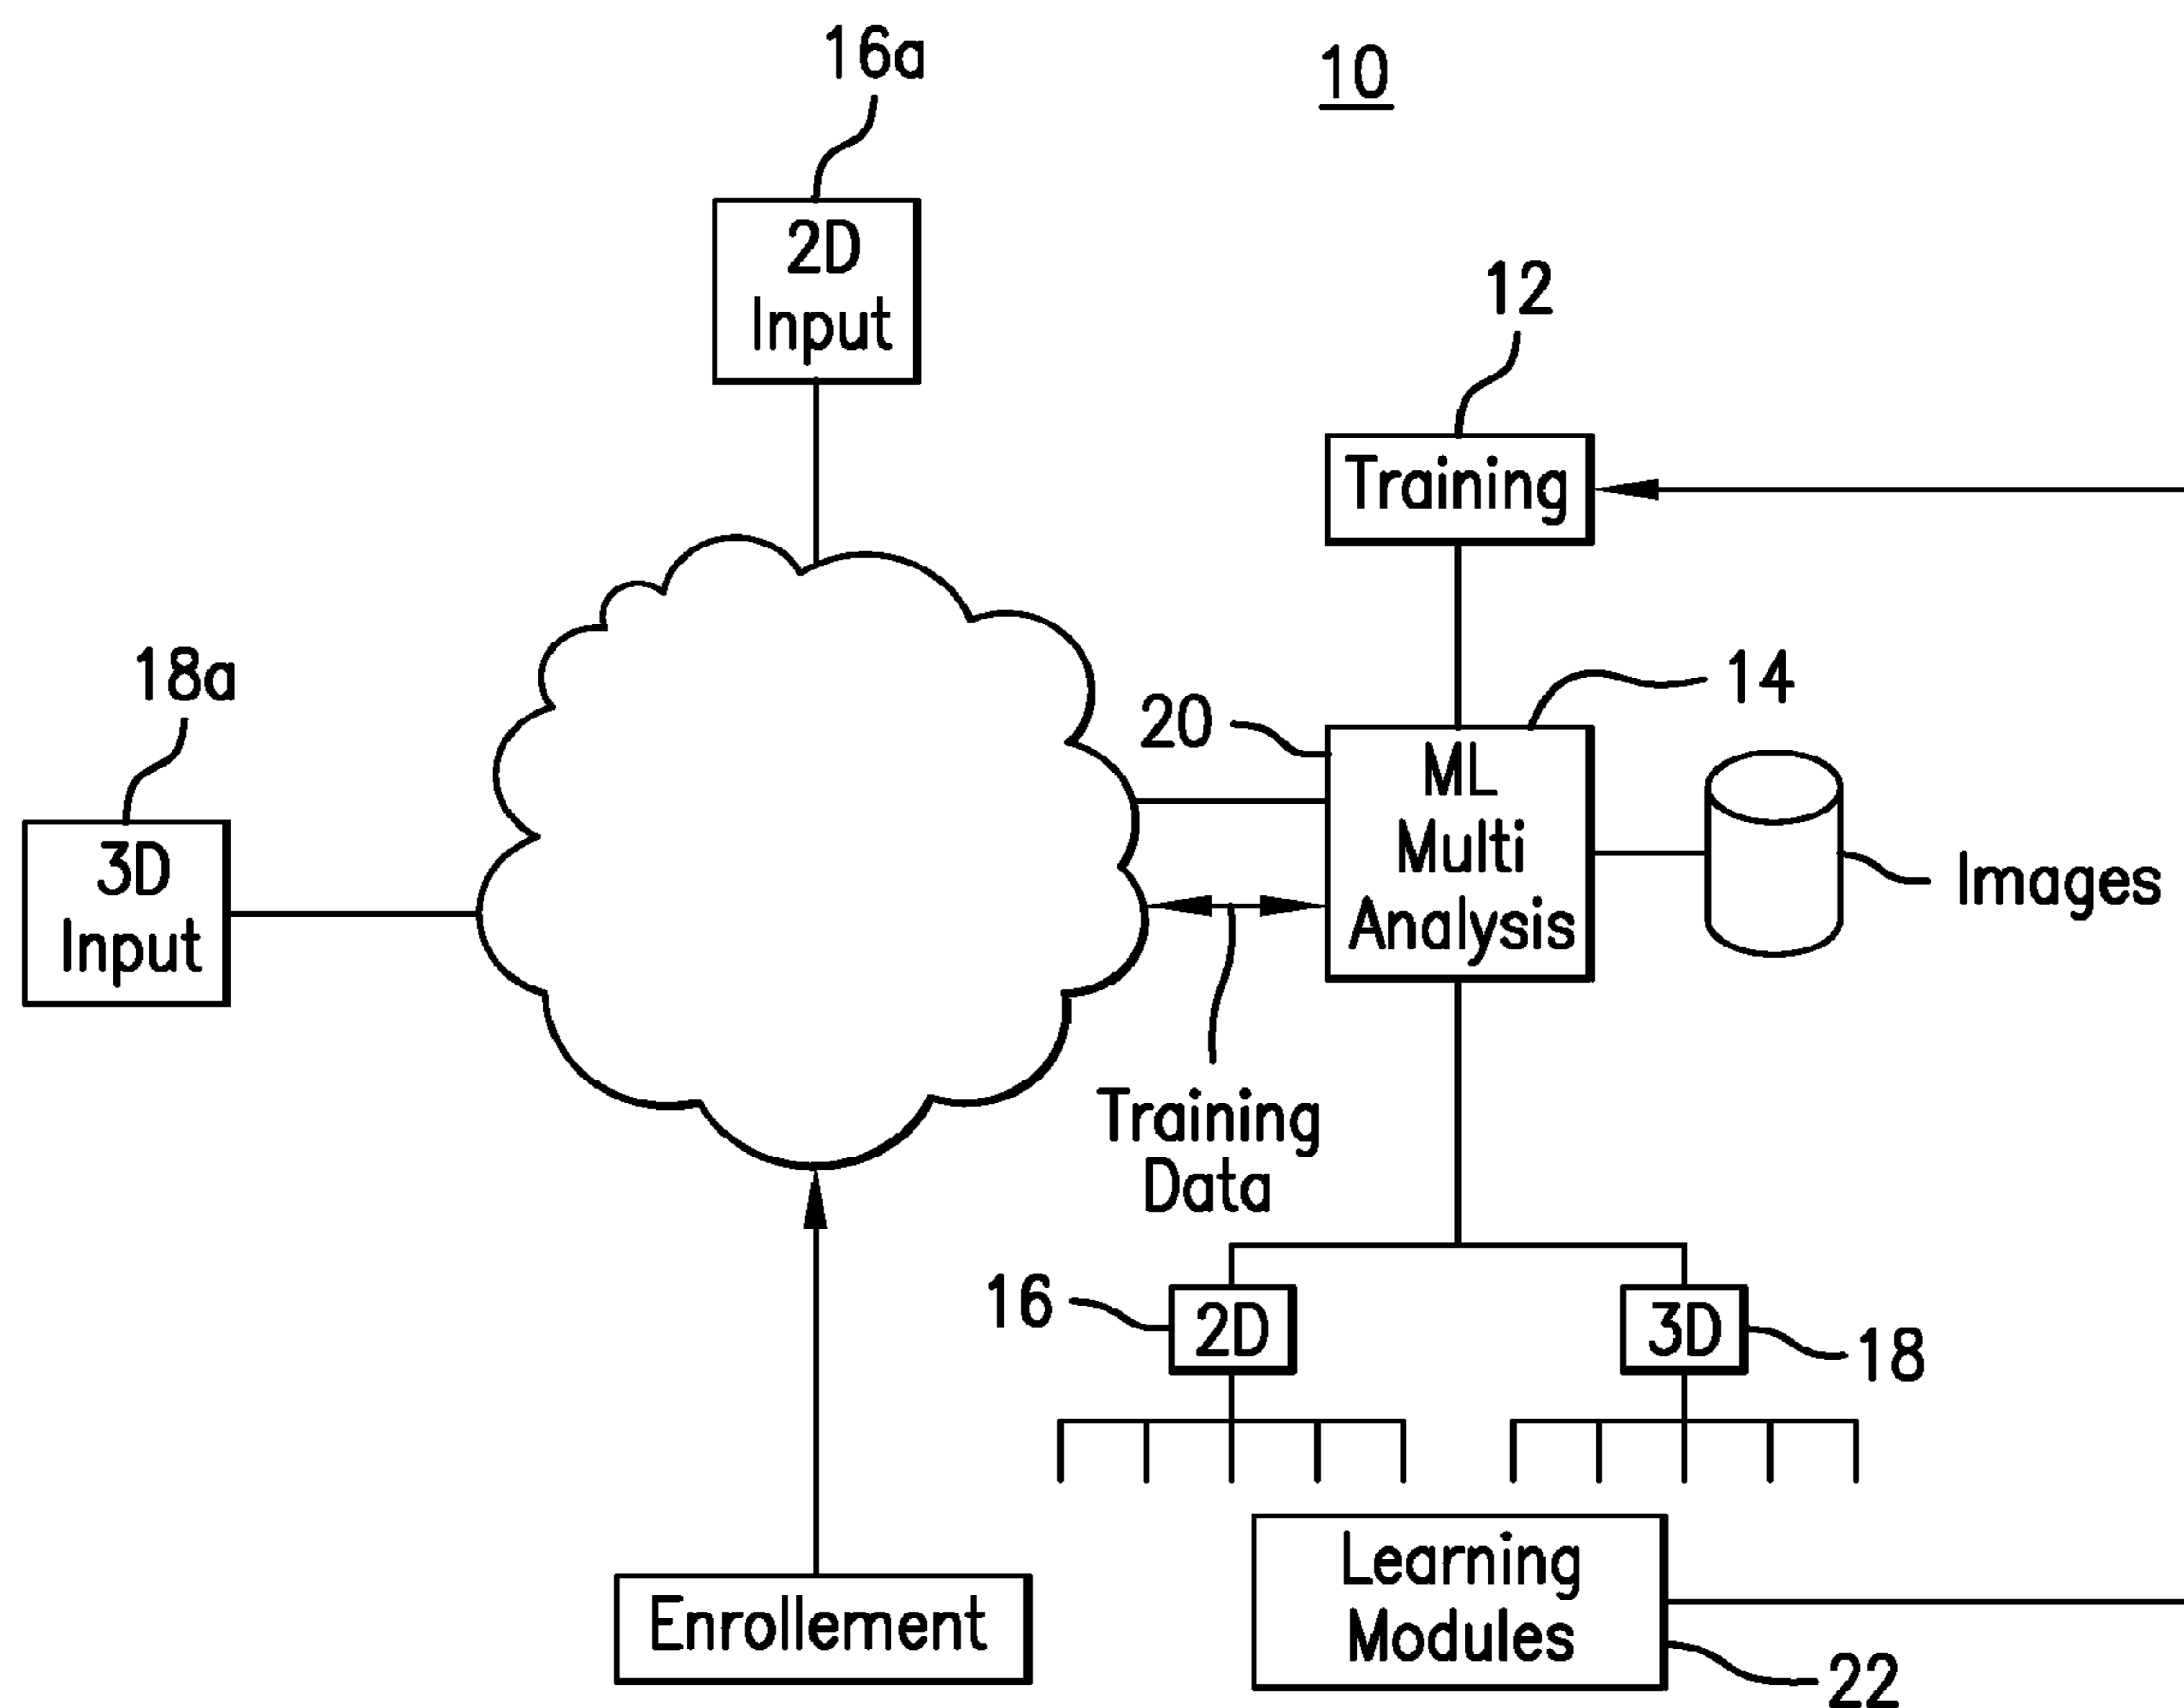 16a
10
2D
Input
12
Training
18a
14
20
ML
Multi
Analysis
3D
Input
Images
Training
Data
16
2D
3D
18
Learning
Modules
Enrollement
22